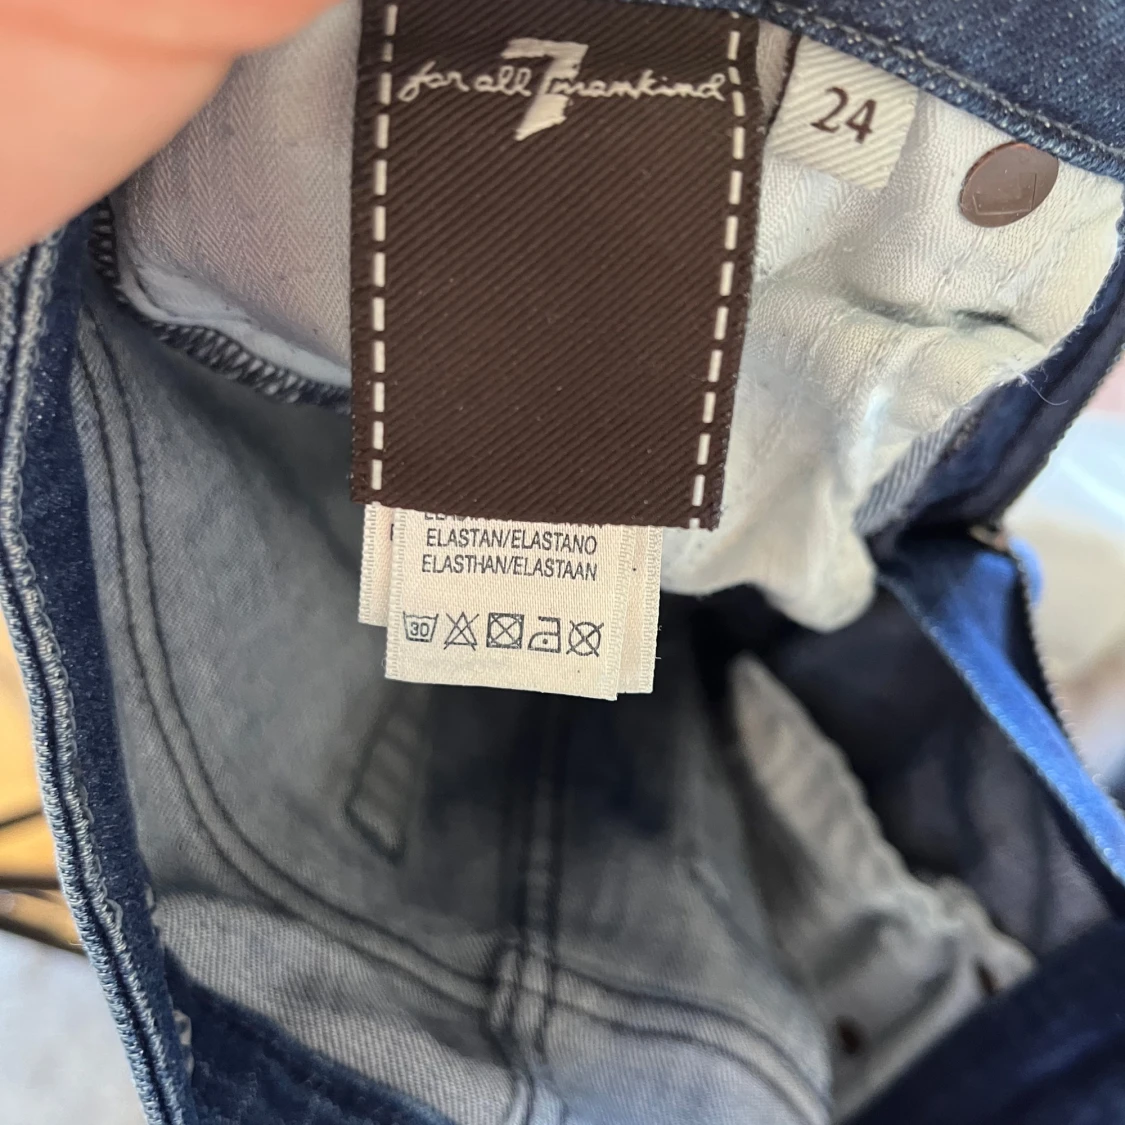 for all 7 mankind
24
ELASTAN/ELASTANO
ELASTHAN/ELASTAAN
30